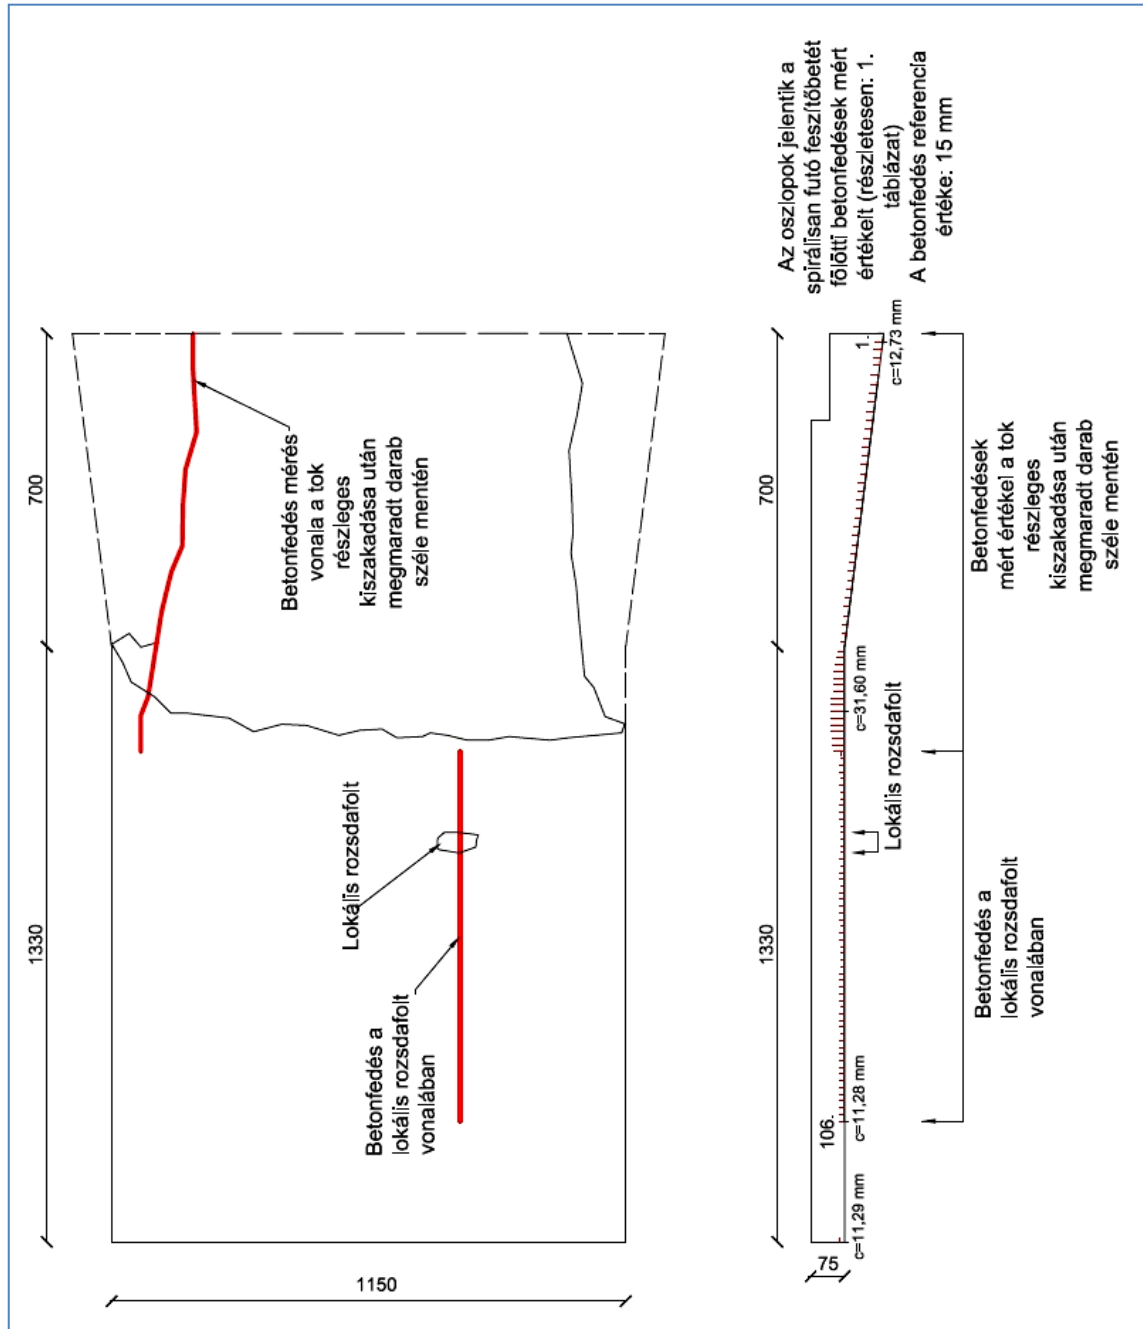 700
1330
1150
Betonfedés mérés
vonala a tok
részleges
kiszakadása után
megmaradt darab
széle mentén
Lokális rozsdafolt
Betonfedés a
lokális rozsdafolt
vonalában
Az oszlopok jelentik a
spirálisan futó feszítőbetét
fölötti betonfedések mért
értékeit (részletesen: 1.
táblázat)
A betonfedés referencia
értéke: 15 mm
700
1330
75
1.
c=12,73 mm
c=31,60 mm
Lokális rozsdafolt
106.
c=11,28 mm
c=11,29 mm
Betonfedések
mért értékei a tok
részleges
kiszakadása után
megmaradt darab
széle mentén
Betonfedés a
lokális rozsdafolt
vonalában